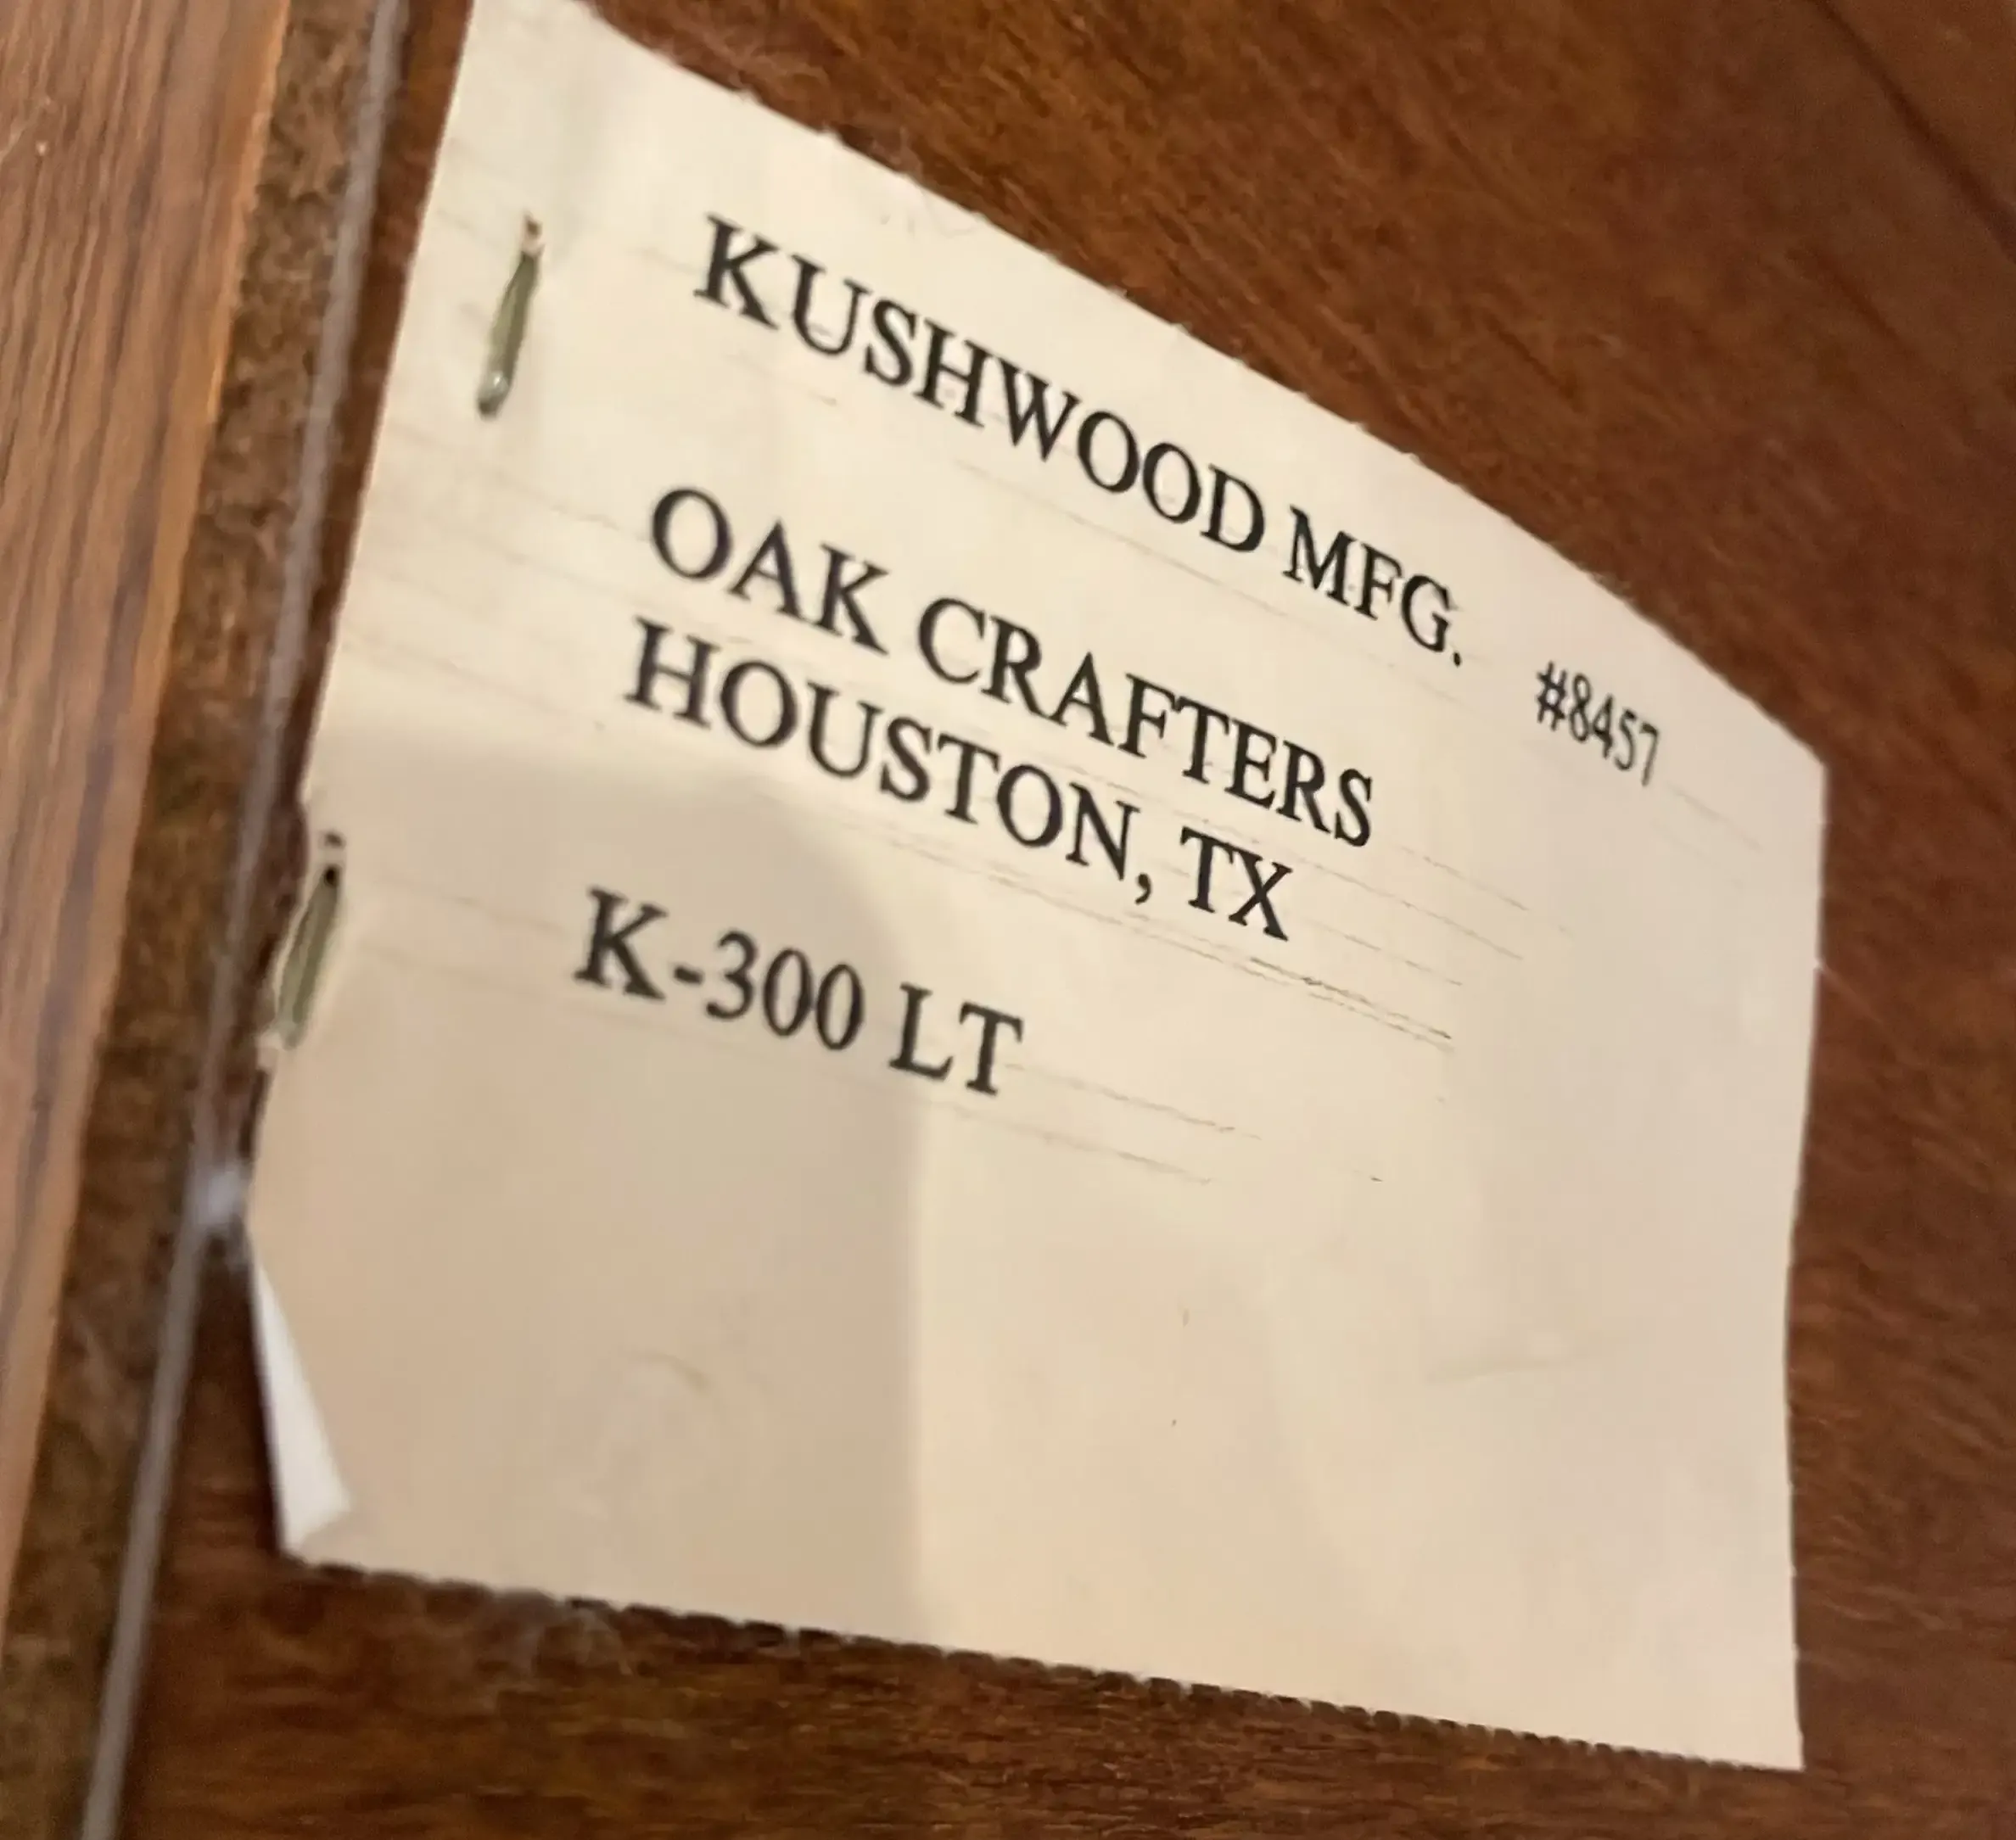 KUSHWOOD MFG. #8457
OAK CRAFTERS
HOUSTON, TX
K-300 LT